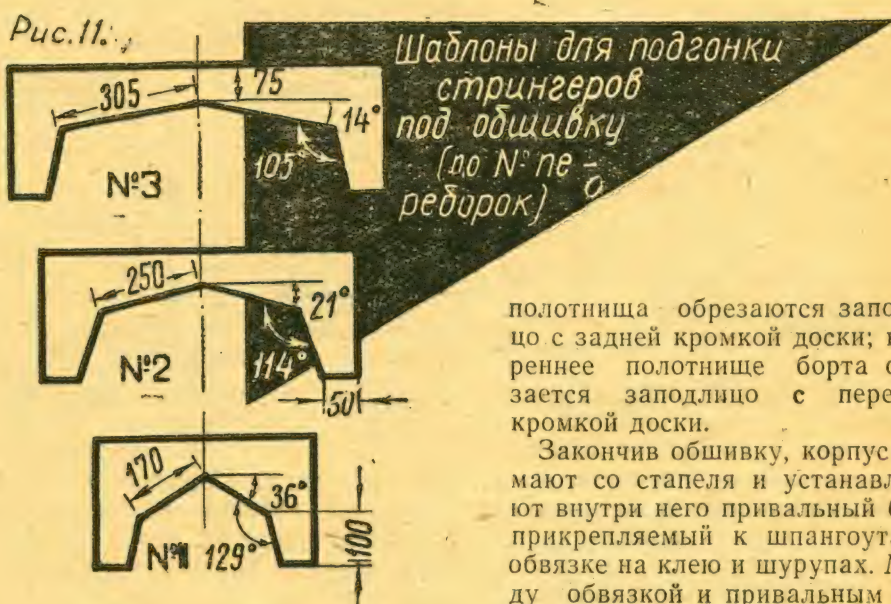 Рис. 11.
Шаблоны для подгонки
стрингеров
под обшивку
(по № пе-
реборок)
305
75
14°
105°
№3
250
21°
114°
№2
50
170
36°
129°
№1
100
полотнища обрезаются запо
цо с задней кромкой доски;
реннее полотнище борта
зается заподлицо с пере
кромкой доски.
Закончив обшивку, корпус
мают со стапеля и устанавл
ют внутри него привальный
прикрепляемый к шпангоут
обвязке на клею и шурупах.
ду обвязкой и привальным